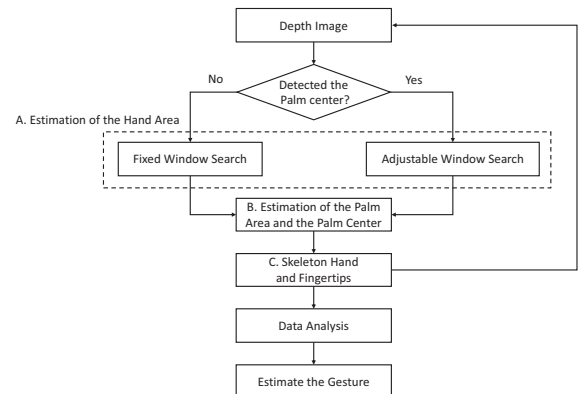 Depth Image
No
Detected the
Palm center?
Yes
A. Estimation of the Hand Area
Fixed Window Search
Adjustable Window Search
B. Estimation of the Palm
Area and the Palm Center
C. Skeleton Hand
and Fingertips
Data Analysis
Estimate the Gesture